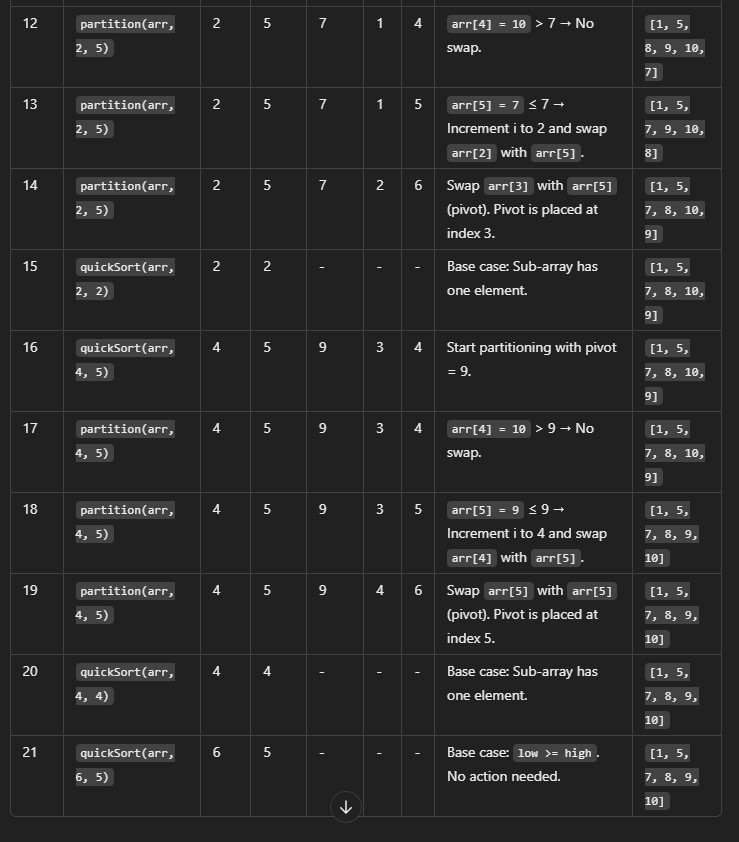 12 partition(arr, 2 5 7 1 4 arr[4] = 10 > 7 → No [1, 5,
2, 5) swap. 8, 9, 10,
7]
13 partition(arr, 2 5 7 1 5 arr[5] = 7 ≤ 7 → [1, 5,
2, 5) Increment i to 2 and swap 7, 9, 10,
arr[2] with arr[5]. 8]
14 partition(arr, 2 5 7 2 6 Swap arr[3] with arr[5] [1, 5,
2, 5) (pivot). Pivot is placed at 7, 8, 10,
index 3. 9]
15 quickSort(arr, 2 2 - - - Base case: Sub-array has [1, 5,
2, 2) one element. 7, 8, 10,
9]
16 quickSort(arr, 4 5 9 3 4 Start partitioning with pivot [1, 5,
4, 5) = 9. 7, 8, 10,
9]
17 partition(arr, 4 5 9 3 4 arr[4] = 10 > 9 → No [1, 5,
4, 5) swap. 7, 8, 10,
9]
18 partition(arr, 4 5 9 3 5 arr[5] = 9 ≤ 9 → [1, 5,
4, 5) Increment i to 4 and swap 7, 8, 9,
arr[4] with arr[5]. 10]
19 partition(arr, 4 5 9 4 6 Swap arr[5] with arr[5] [1, 5,
4, 5) (pivot). Pivot is placed at 7, 8, 9,
index 5. 10]
20 quickSort(arr, 4 4 - - - Base case: Sub-array has [1, 5,
4, 4) one element. 7, 8, 9,
10]
21 quickSort(arr, 6 5 - - - Base case: low >= high. [1, 5,
6, 5) No action needed. 7, 8, 9,
10]